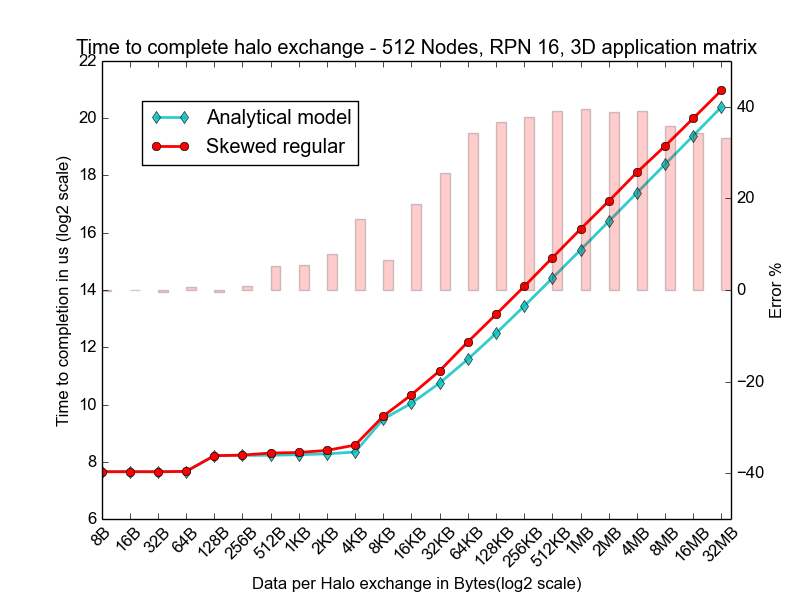 Time to complete halo exchange - 512 Nodes, RPN 16, 3D application matrix
22
20
18
16
14
12
10
8
6
Time to completion in us (log2 scale)
Analytical model
Skewed regular
40
20
0
−20
−40
Error %
8B
16B
32B
64B
128B
256B
512B
1KB
2KB
4KB
8KB
16KB
32KB
64KB
128KB
256KB
512KB
1MB
2MB
4MB
8MB
16MB
32MB
Data per Halo exchange in Bytes(log2 scale)